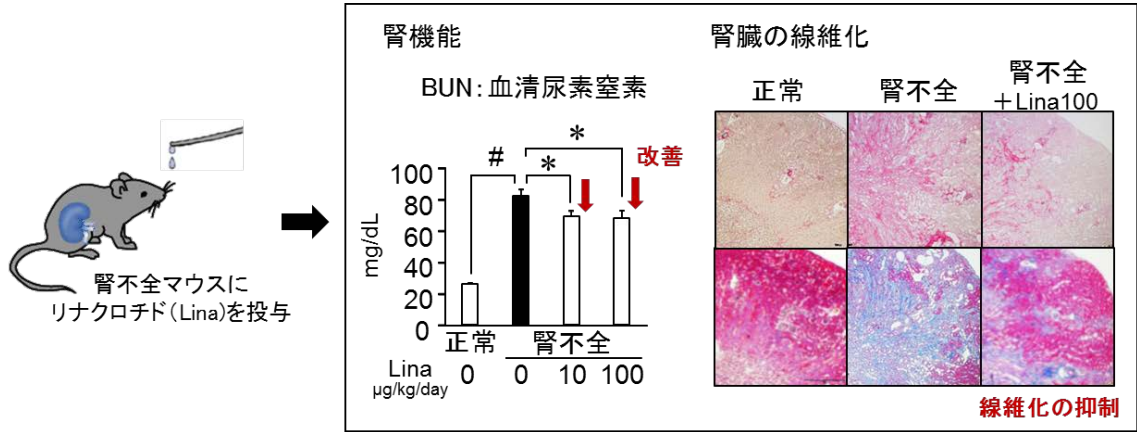 腎不全マウスに
リナクロチド(Lina)を投与
腎機能
BUN:血清尿素窒素
mg/dL
100
80
60
40
20
0
#
*
*
改善
正常
腎不全
Lina
μg/kg/day
0
0
10
100
腎臓の線維化
正常
腎不全
腎不全
+Lina100
線維化の抑制